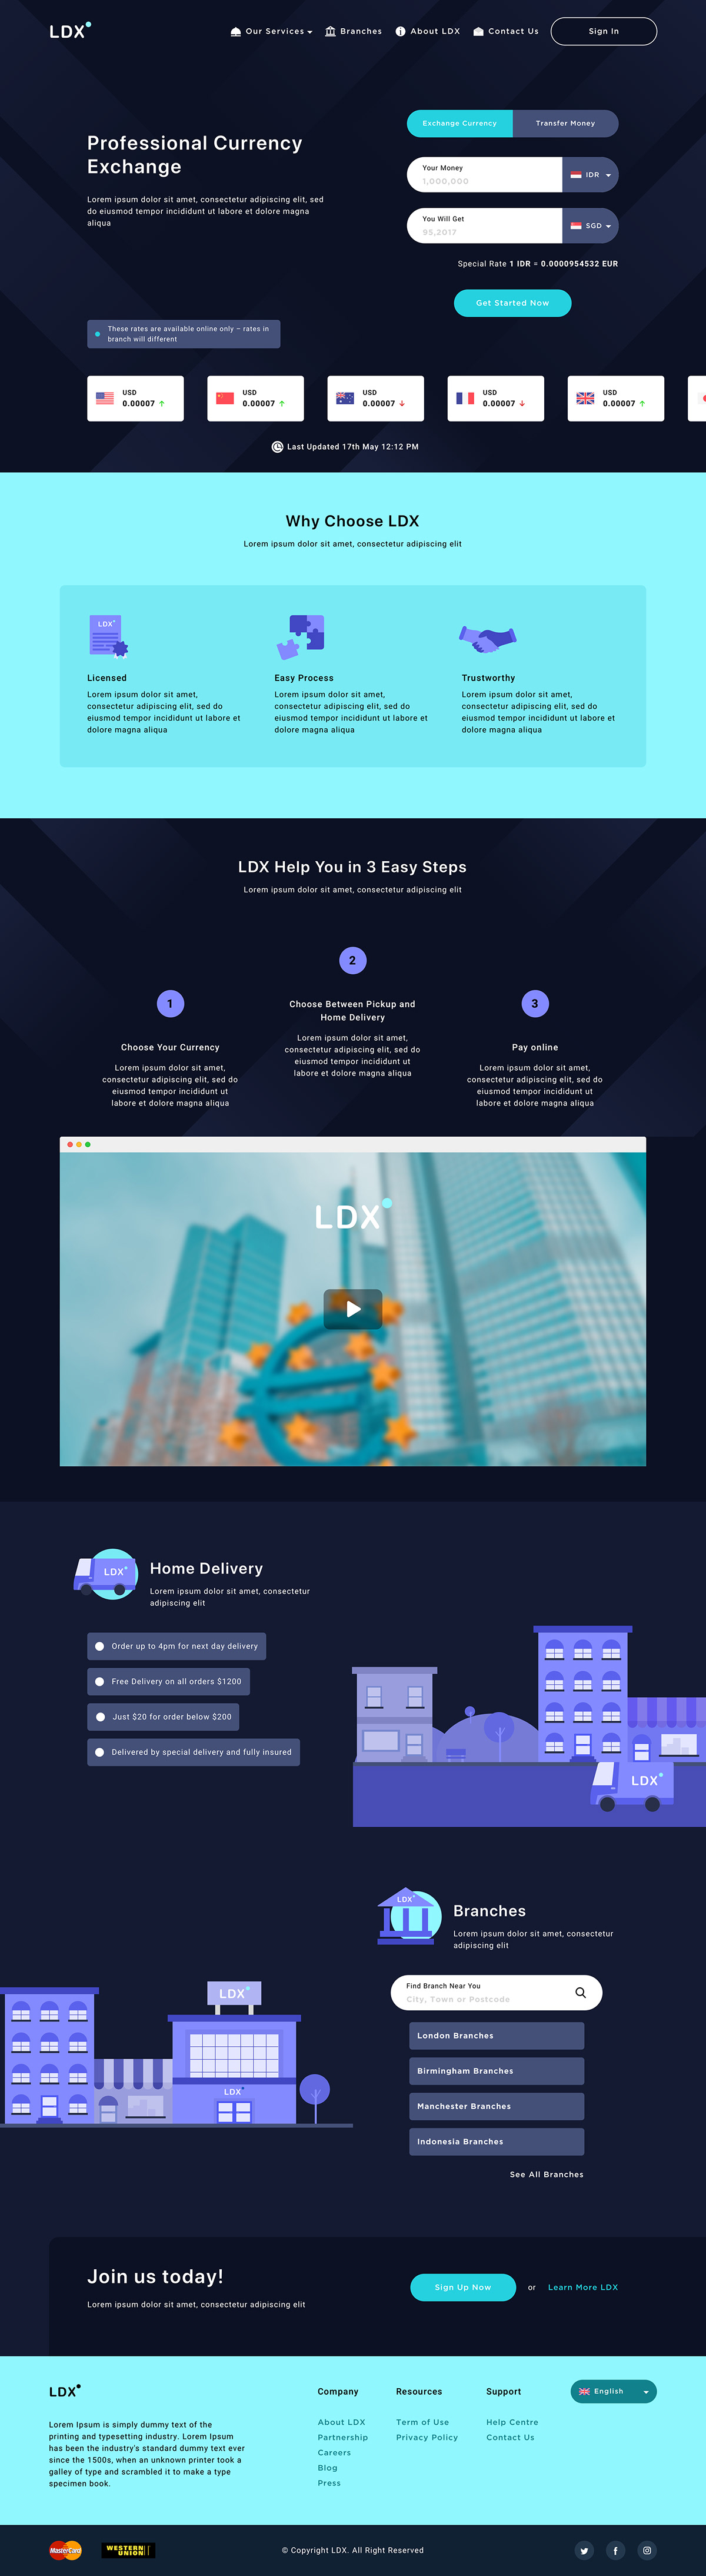 LDX
Our Services
Branches
About LDX
Contact Us
Sign In
Professional Currency
Exchange
Lorem ipsum dolor sit amet, consectetur adipiscing elit, sed
do eiusmod tempor incididunt ut labore et dolore magna
aliqua
Exchange Currency
Transfer Money
Your Money
1,000,000
IDR
You Will Get
95,2017
SGD
Special Rate 1 IDR = 0.0000954532 EUR
Get Started Now
These rates are available online only – rates in
branch will different
USD
0.00007
USD
0.00007
USD
0.00007
USD
0.00007
USD
0.00007
Last Updated 17th May 12:12 PM
Why Choose LDX
Lorem ipsum dolor sit amet, consectetur adipiscing elit
LDX
Licensed
Lorem ipsum dolor sit amet,
consectetur adipiscing elit, sed do
eiusmod tempor incididunt ut labore et
dolore magna aliqua
Easy Process
Lorem ipsum dolor sit amet,
consectetur adipiscing elit, sed do
eiusmod tempor incididunt ut labore et
dolore magna aliqua
Trustworthy
Lorem ipsum dolor sit amet,
consectetur adipiscing elit, sed do
eiusmod tempor incididunt ut labore et
dolore magna aliqua
LDX Help You in 3 Easy Steps
Lorem ipsum dolor sit amet, consectetur adipiscing elit
1
Choose Your Currency
Lorem ipsum dolor sit amet,
consectetur adipiscing elit, sed do
eiusmod tempor incididunt ut
labore et dolore magna aliqua
2
Choose Between Pickup and
Home Delivery
Lorem ipsum dolor sit amet,
consectetur adipiscing elit, sed do
eiusmod tempor incididunt ut
labore et dolore magna aliqua
3
Pay online
Lorem ipsum dolor sit amet,
consectetur adipiscing elit, sed do
eiusmod tempor incididunt ut
labore et dolore magna aliqua
LDX
LDX
Home Delivery
Lorem ipsum dolor sit amet, consectetur
adipiscing elit
Order up to 4pm for next day delivery
Free Delivery on all orders $1200
Just $20 for order below $200
Delivered by special delivery and fully insured
LDX
LDX
Branches
Lorem ipsum dolor sit amet, consectetur
adipiscing elit
LDX
LDX
Find Branch Near You
City, Town or Postcode
London Branches
Birmingham Branches
Manchester Branches
Indonesia Branches
See All Branches
Join us today!
Lorem ipsum dolor sit amet, consectetur adipiscing elit
Sign Up Now
or
Learn More LDX
LDX
Lorem Ipsum is simply dummy text of the
printing and typesetting industry. Lorem Ipsum
has been the industry's standard dummy text ever
since the 1500s, when an unknown printer took a
galley of type and scrambled it to make a type
specimen book.
Company
About LDX
Partnership
Careers
Blog
Press
Resources
Term of Use
Privacy Policy
Support
Help Centre
Contact Us
English
MasterCard
WESTERN
UNION
© Copyright LDX. All Right Reserved